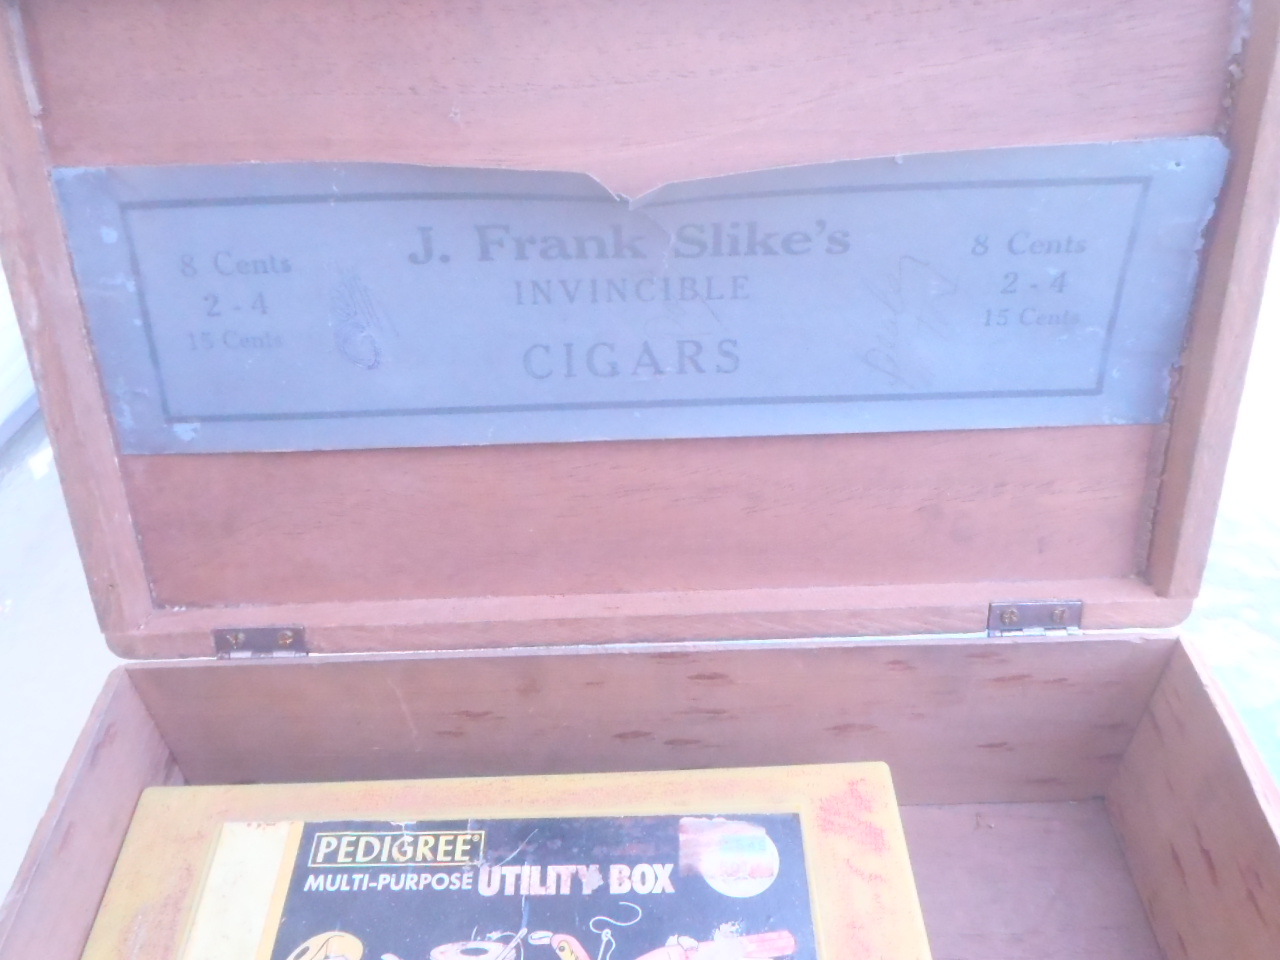 J. Frank Slike's
INVINCIBLE
CIGARS
8 Cents
2 - 4
15 Cents
8 Cents
2 - 4
15 Cents
PEDIGREE®
MULTI-PURPOSE UTILITY BOX